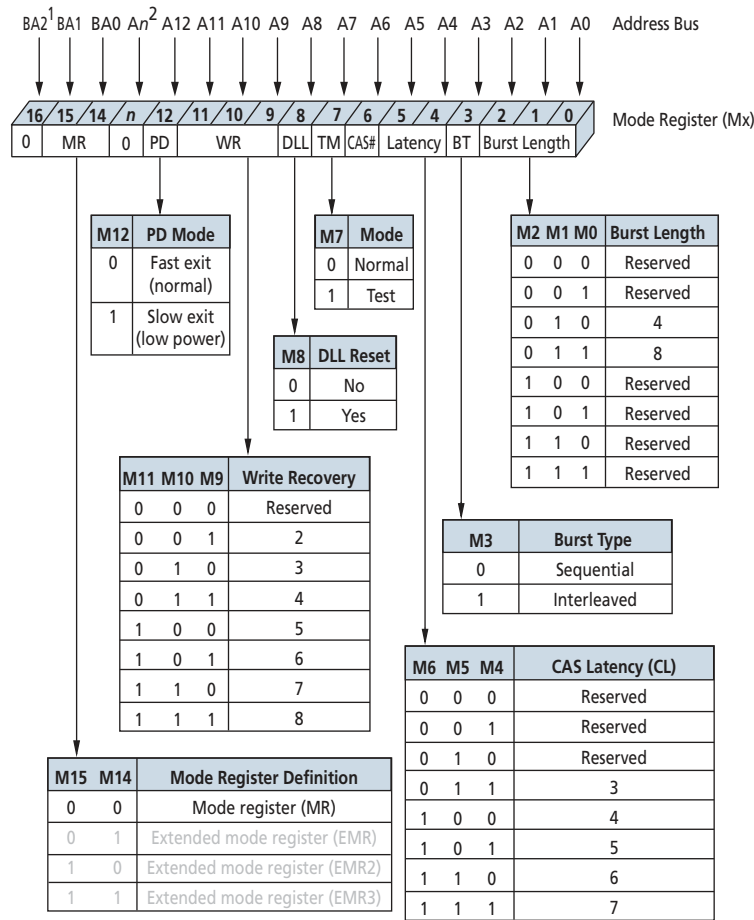 BA2¹ BA1 BA0 An² A12 A11 A10 A9 A8 A7 A6 A5 A4 A3 A2 A1 A0 Address Bus
16 15 14 n 12 11 10 9 8 7 6 5 4 3 2 1 0 Mode Register (Mx)
0 MR 0 PD WR DLL TM CAS# Latency BT Burst Length
M12 PD Mode
0 Fast exit
(normal)
1 Slow exit
(low power)
M7 Mode
0 Normal
1 Test
M2 M1 M0 Burst Length
0 0 0 Reserved
0 0 1 Reserved
0 1 0 4
0 1 1 8
1 0 0 Reserved
1 0 1 Reserved
1 1 0 Reserved
1 1 1 Reserved
M8 DLL Reset
0 No
1 Yes
M11 M10 M9 Write Recovery
0 0 0 Reserved
0 0 1 2
0 1 0 3
0 1 1 4
1 0 0 5
1 0 1 6
1 1 0 7
1 1 1 8
M3 Burst Type
0 Sequential
1 Interleaved
M6 M5 M4 CAS Latency (CL)
0 0 0 Reserved
0 0 1 Reserved
0 1 0 Reserved
0 1 1 3
1 0 0 4
1 0 1 5
1 1 0 6
1 1 1 7
M15 M14 Mode Register Definition
0 0 Mode register (MR)
0 1 Extended mode register (EMR)
1 0 Extended mode register (EMR2)
1 1 Extended mode register (EMR3)